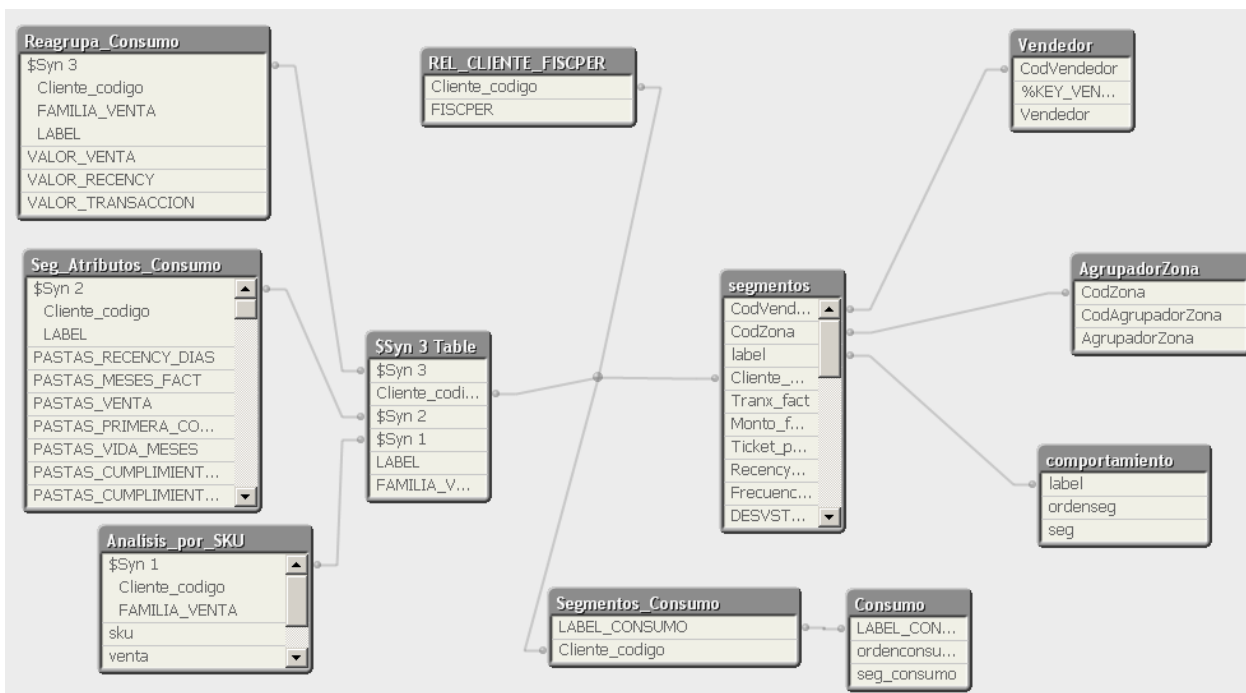 Reagrupa_Consumo
$Syn 3
Cliente_codigo
FAMILIA_VENTA
LABEL
VALOR_VENTA
VALOR_RECENCY
VALOR_TRANSACCION
REL_CLIENTE_FISCPER
Cliente_codigo
FISCPER
Vendedor
CodVendedor
%KEY_VEN...
Vendedor
Seg_Atributos_Consumo
$Syn 2
Cliente_codigo
LABEL
PASTAS_RECENCY_DIAS
PASTAS_MESES_FACT
PASTAS_VENTA
PASTAS_PRIMERA_CO...
PASTAS_VIDA_MESES
PASTAS_CUMPLIMIENT...
PASTAS_CUMPLIMIENT...
$Syn 3 Table
$Syn 3
Cliente_codi...
$Syn 2
$Syn 1
LABEL
FAMILIA_V...
segmentos
CodVend...
CodZona
label
Cliente_...
Tranx_fact
Monto_f...
Ticket_p...
Recency...
Frecuenc...
DESVST...
AgrupadorZona
CodZona
CodAgrupadorZona
AgrupadorZona
comportamiento
label
ordenseg
seg
Analisis_por_SKU
$Syn 1
Cliente_codigo
FAMILIA_VENTA
sku
venta
Segmentos_Consumo
LABEL_CONSUMO
Cliente_codigo
Consumo
LABEL_CON...
ordenconsu...
seg_consumo